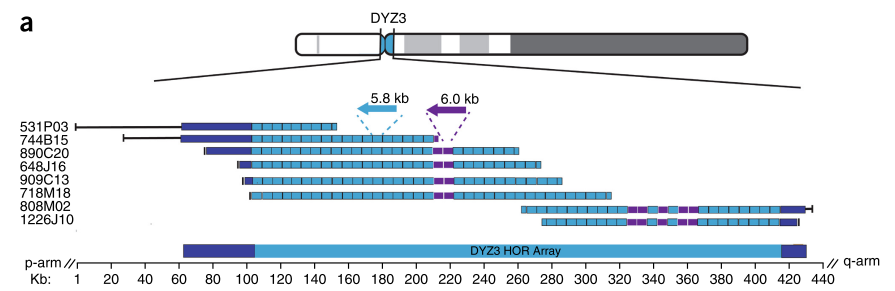 a
DYZ3
5.8 kb 6.0 kb
531P03
744B15
890C20
648J16
909C13
718M18
808M02
1226J10
DYZ3 HOR Array
p-arm // // q-arm
Kb: 1 20 40 60 80 100 120 140 160 180 200 220 240 260 280 300 320 340 360 380 400 420 440